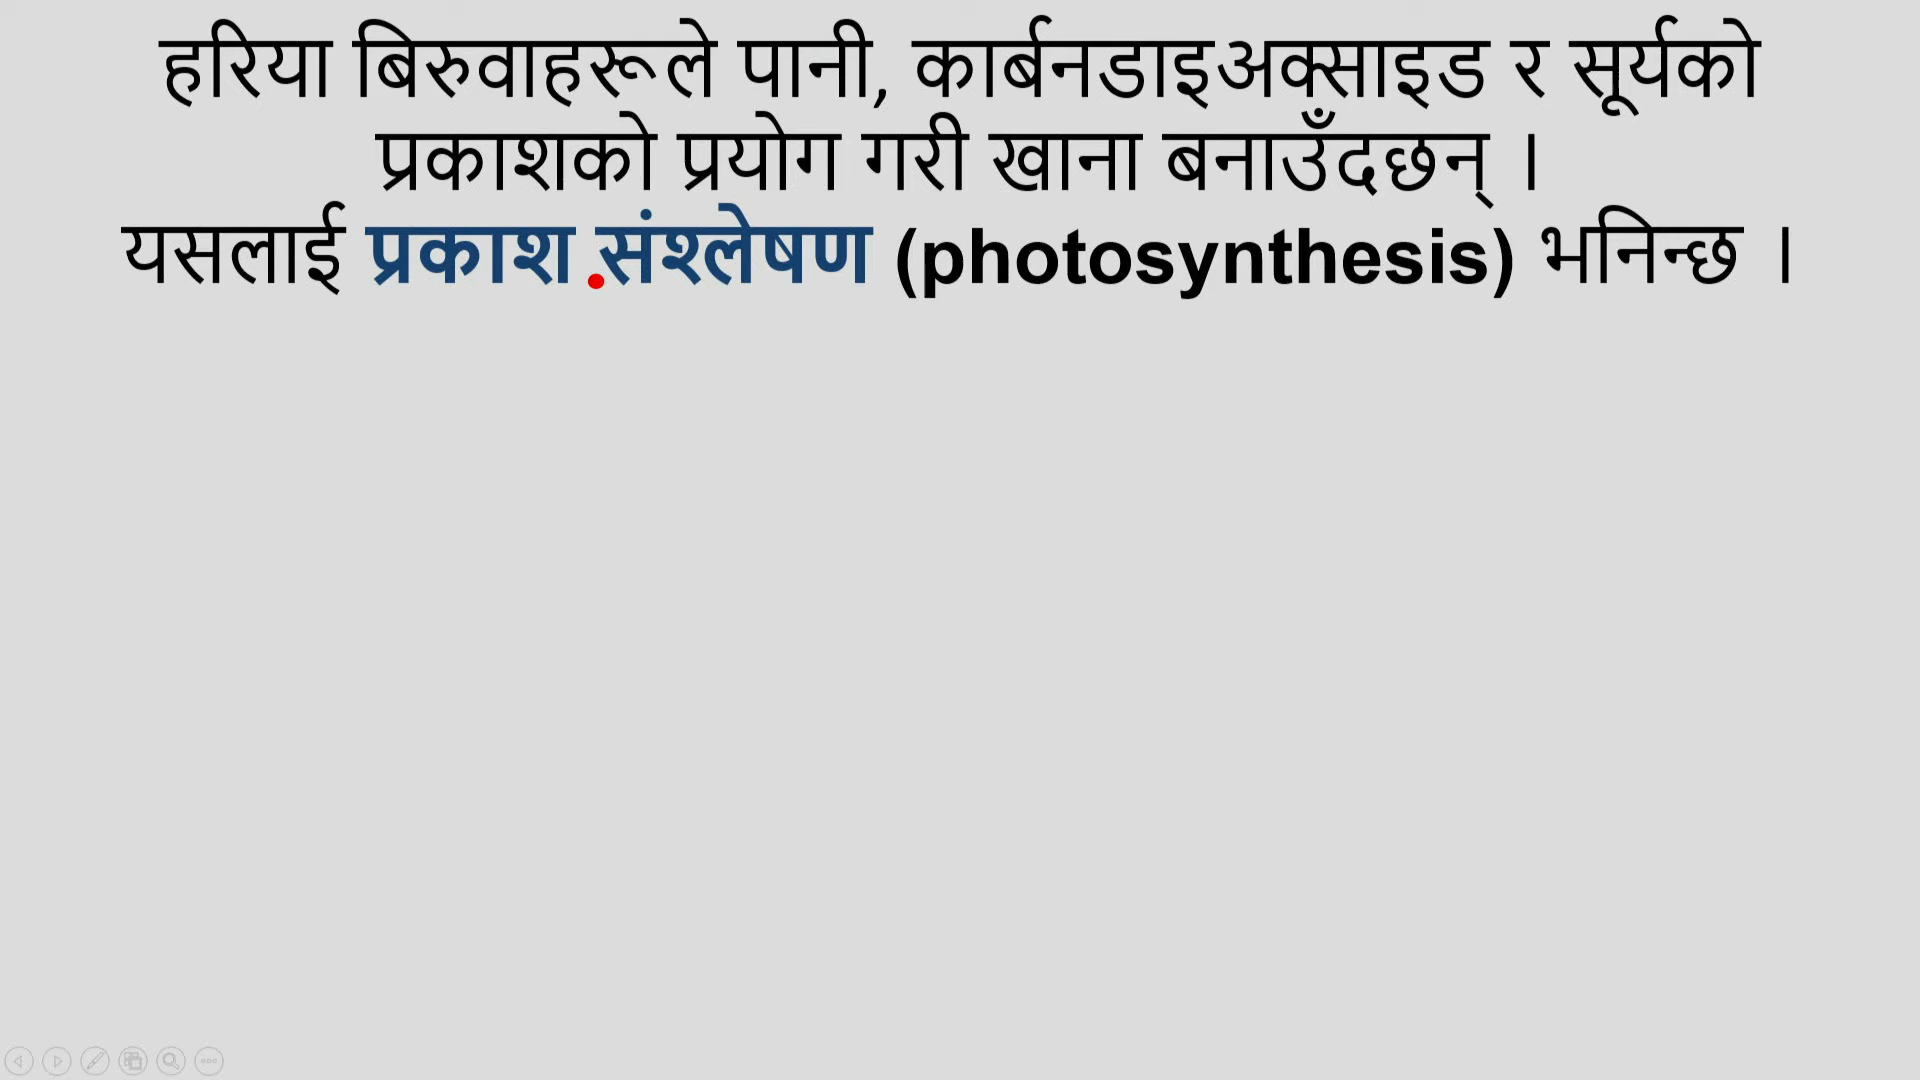 हरिया बिरुवाहरूले पानी, कार्बनडाइअक्साइड र सूर्यको
प्रकाशको प्रयोग गरी खाना बनाउँदछन् ।
यसलाई प्रकाश संश्लेषण (photosynthesis) भनिन्छ ।